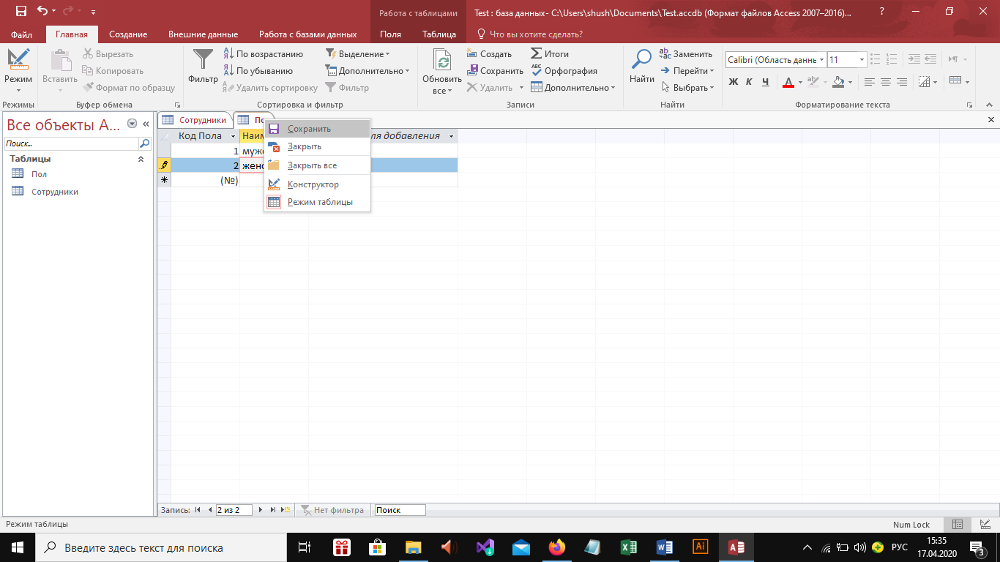 Работа с таблицами
Test : база данных- C:\Users\shush\Documents\Test.accdb (Формат файлов Access 2007–2016)...
?
Файл Главная Создание Внешние данные Работа с базами данных Поля Таблица Что вы хотите сделать?
Режим
Режимы
Вставить
Вырезать
Копировать
Формат по образцу
Буфер обмена
Фильтр
По возрастанию
По убыванию
Удалить сортировку
Выделение
Дополнительно
Фильтр
Сортировка и фильтр
Обновить
все
Создать
Сохранить
Удалить
Итоги
Орфография
Дополнительно
Записи
Найти
Заменить
Перейти
Выбрать
Найти
Calibri (Область данны 11
Ж К Ч А
Форматирование текста
Все объекты A...
Поиск...
Таблицы
Пол
Сотрудники
Сотрудники
Код Пола
для добавления
1
2
(№)
Сохранить
Закрыть
Закрыть все
Конструктор
Режим таблицы
Запись: 2 из 2 Нет фильтра Поиск
Режим таблицы Num Lock
Введите здесь текст для поиска
РУС
15:35
17.04.2020
3